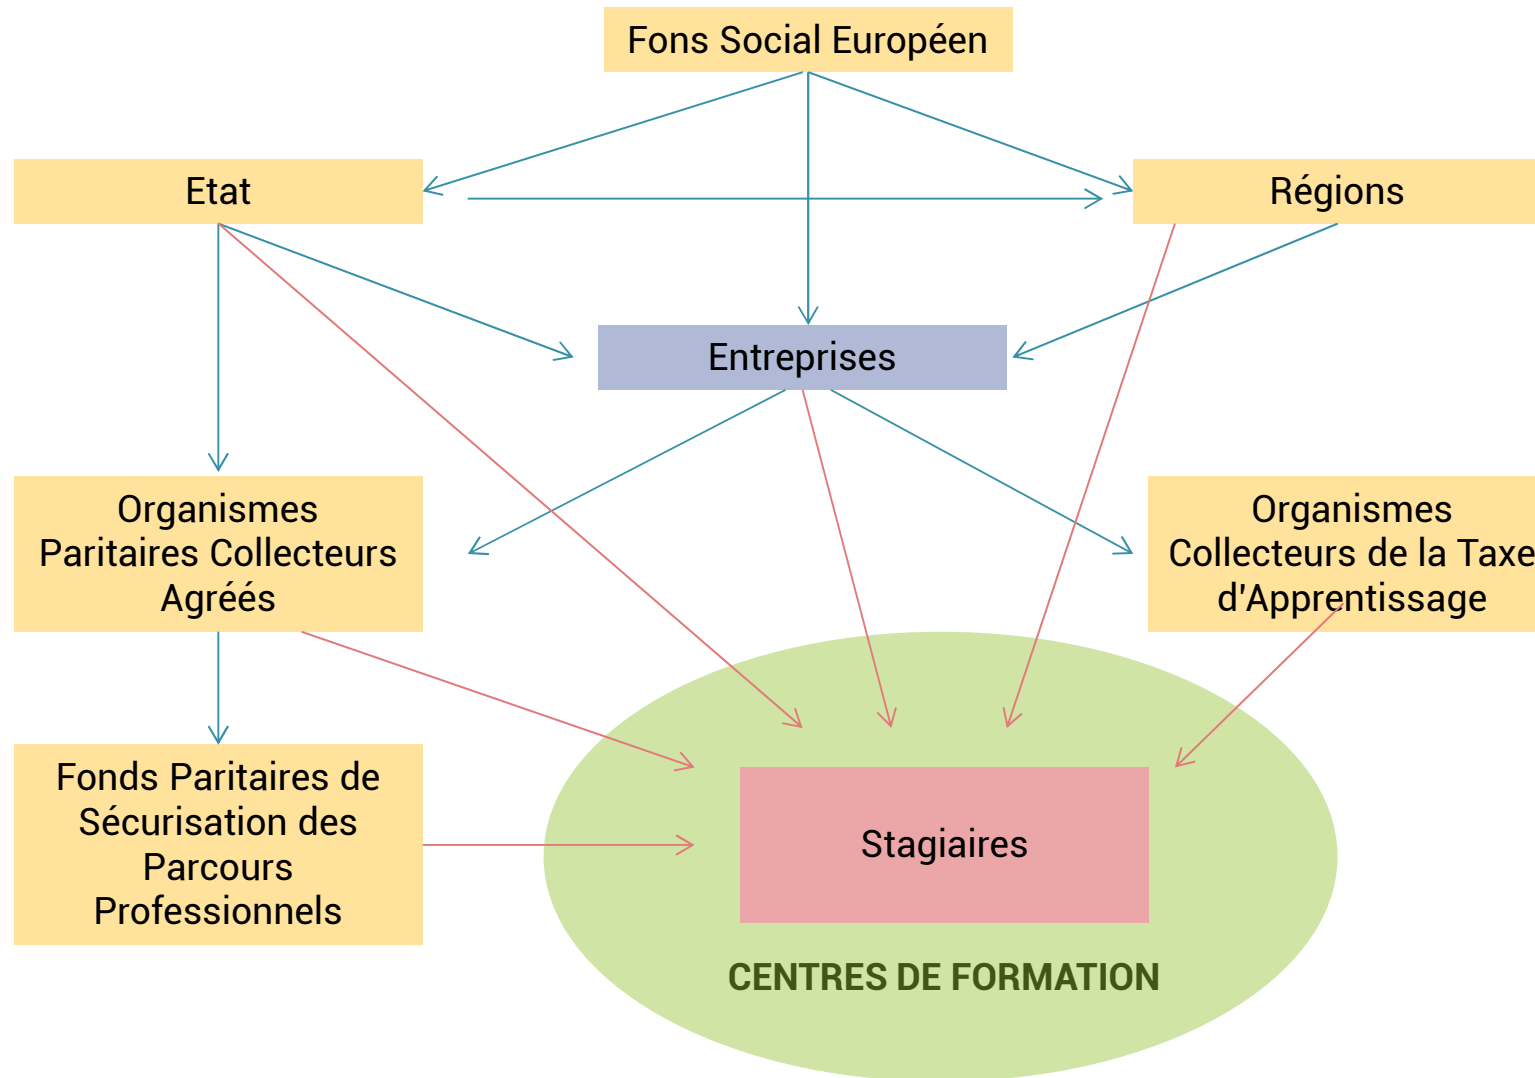 Fons Social Européen
Etat
Régions
Entreprises
Organismes
Paritaires Collecteurs
Agréés
Organismes
Collecteurs de la Taxe
d'Apprentissage
Fonds Paritaires de
Sécurisation des
Parcours
Professionnels
Stagiaires
CENTRES DE FORMATION